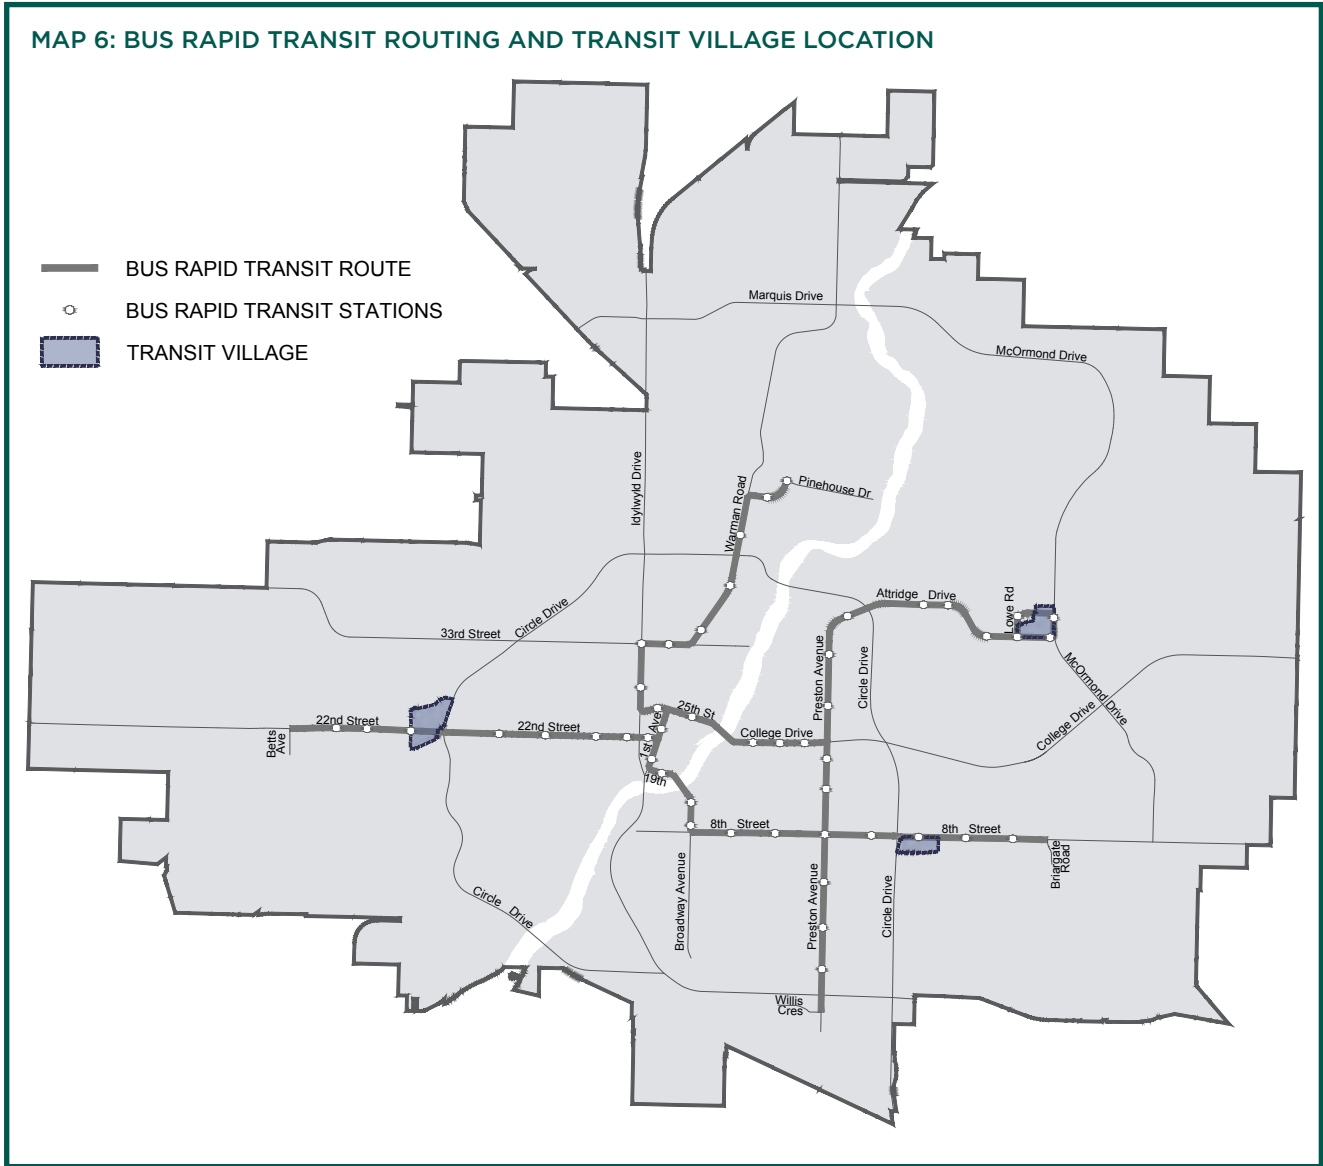 MAP 6: BUS RAPID TRANSIT ROUTING AND TRANSIT VILLAGE LOCATION
BUS RAPID TRANSIT ROUTE
BUS RAPID TRANSIT STATIONS
TRANSIT VILLAGE
Marquis Drive
McOrmond Drive
Idylwyld Drive
Warman Road
Pinehouse Dr
Attridge Drive
Lowe Rd
33rd Street
Circle Drive
Preston Avenue
Circle Drive
McOrmond Drive
College Drive
22nd Street
22nd Street
Betts
Ave
1st Ave
25th St
College Drive
19th
8th Street
8th Street
Briargate
Road
Broadway Avenue
Preston Avenue
Circle Drive
Circle Drive
Willis
Cres